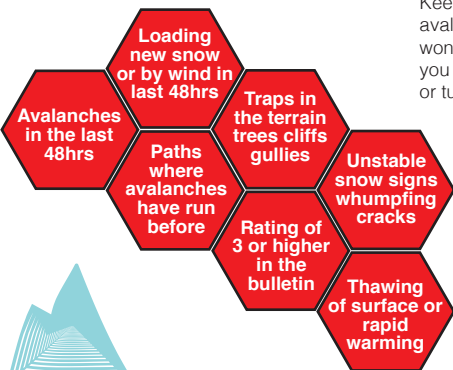 Loading
new snow
or by wind in
last 48hrs
Avalanches
in the last
48hrs
Traps in
the terrain
trees cliffs
gullies
Paths
where
avalanches
have run
before
Unstable
snow signs
whumpfing
cracks
Rating of
3 or higher
in the
bulletin
Thawing
of surface or
rapid
warming
you